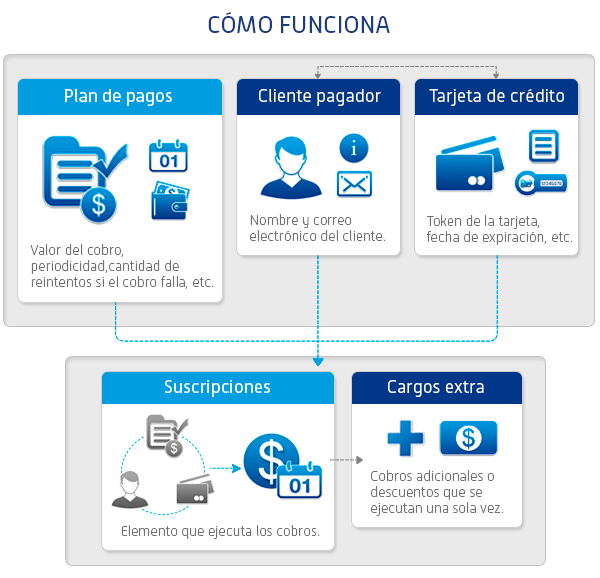 CÓMO FUNCIONA
Plan de pagos
01
Valor del cobro,
periodicidad,cantidad de
reintentos si el cobro falla, etc.
Cliente pagador
i
Nombre y correo
electrónico del cliente.
Tarjeta de crédito
Token de la tarjeta,
fecha de expiración, etc.
$
Suscripciones
$
$
01
Elemento que ejecuta los cobros.
Cargos extra
$
Cobros adicionales o
descuentos que se
ejecutan una sola vez.